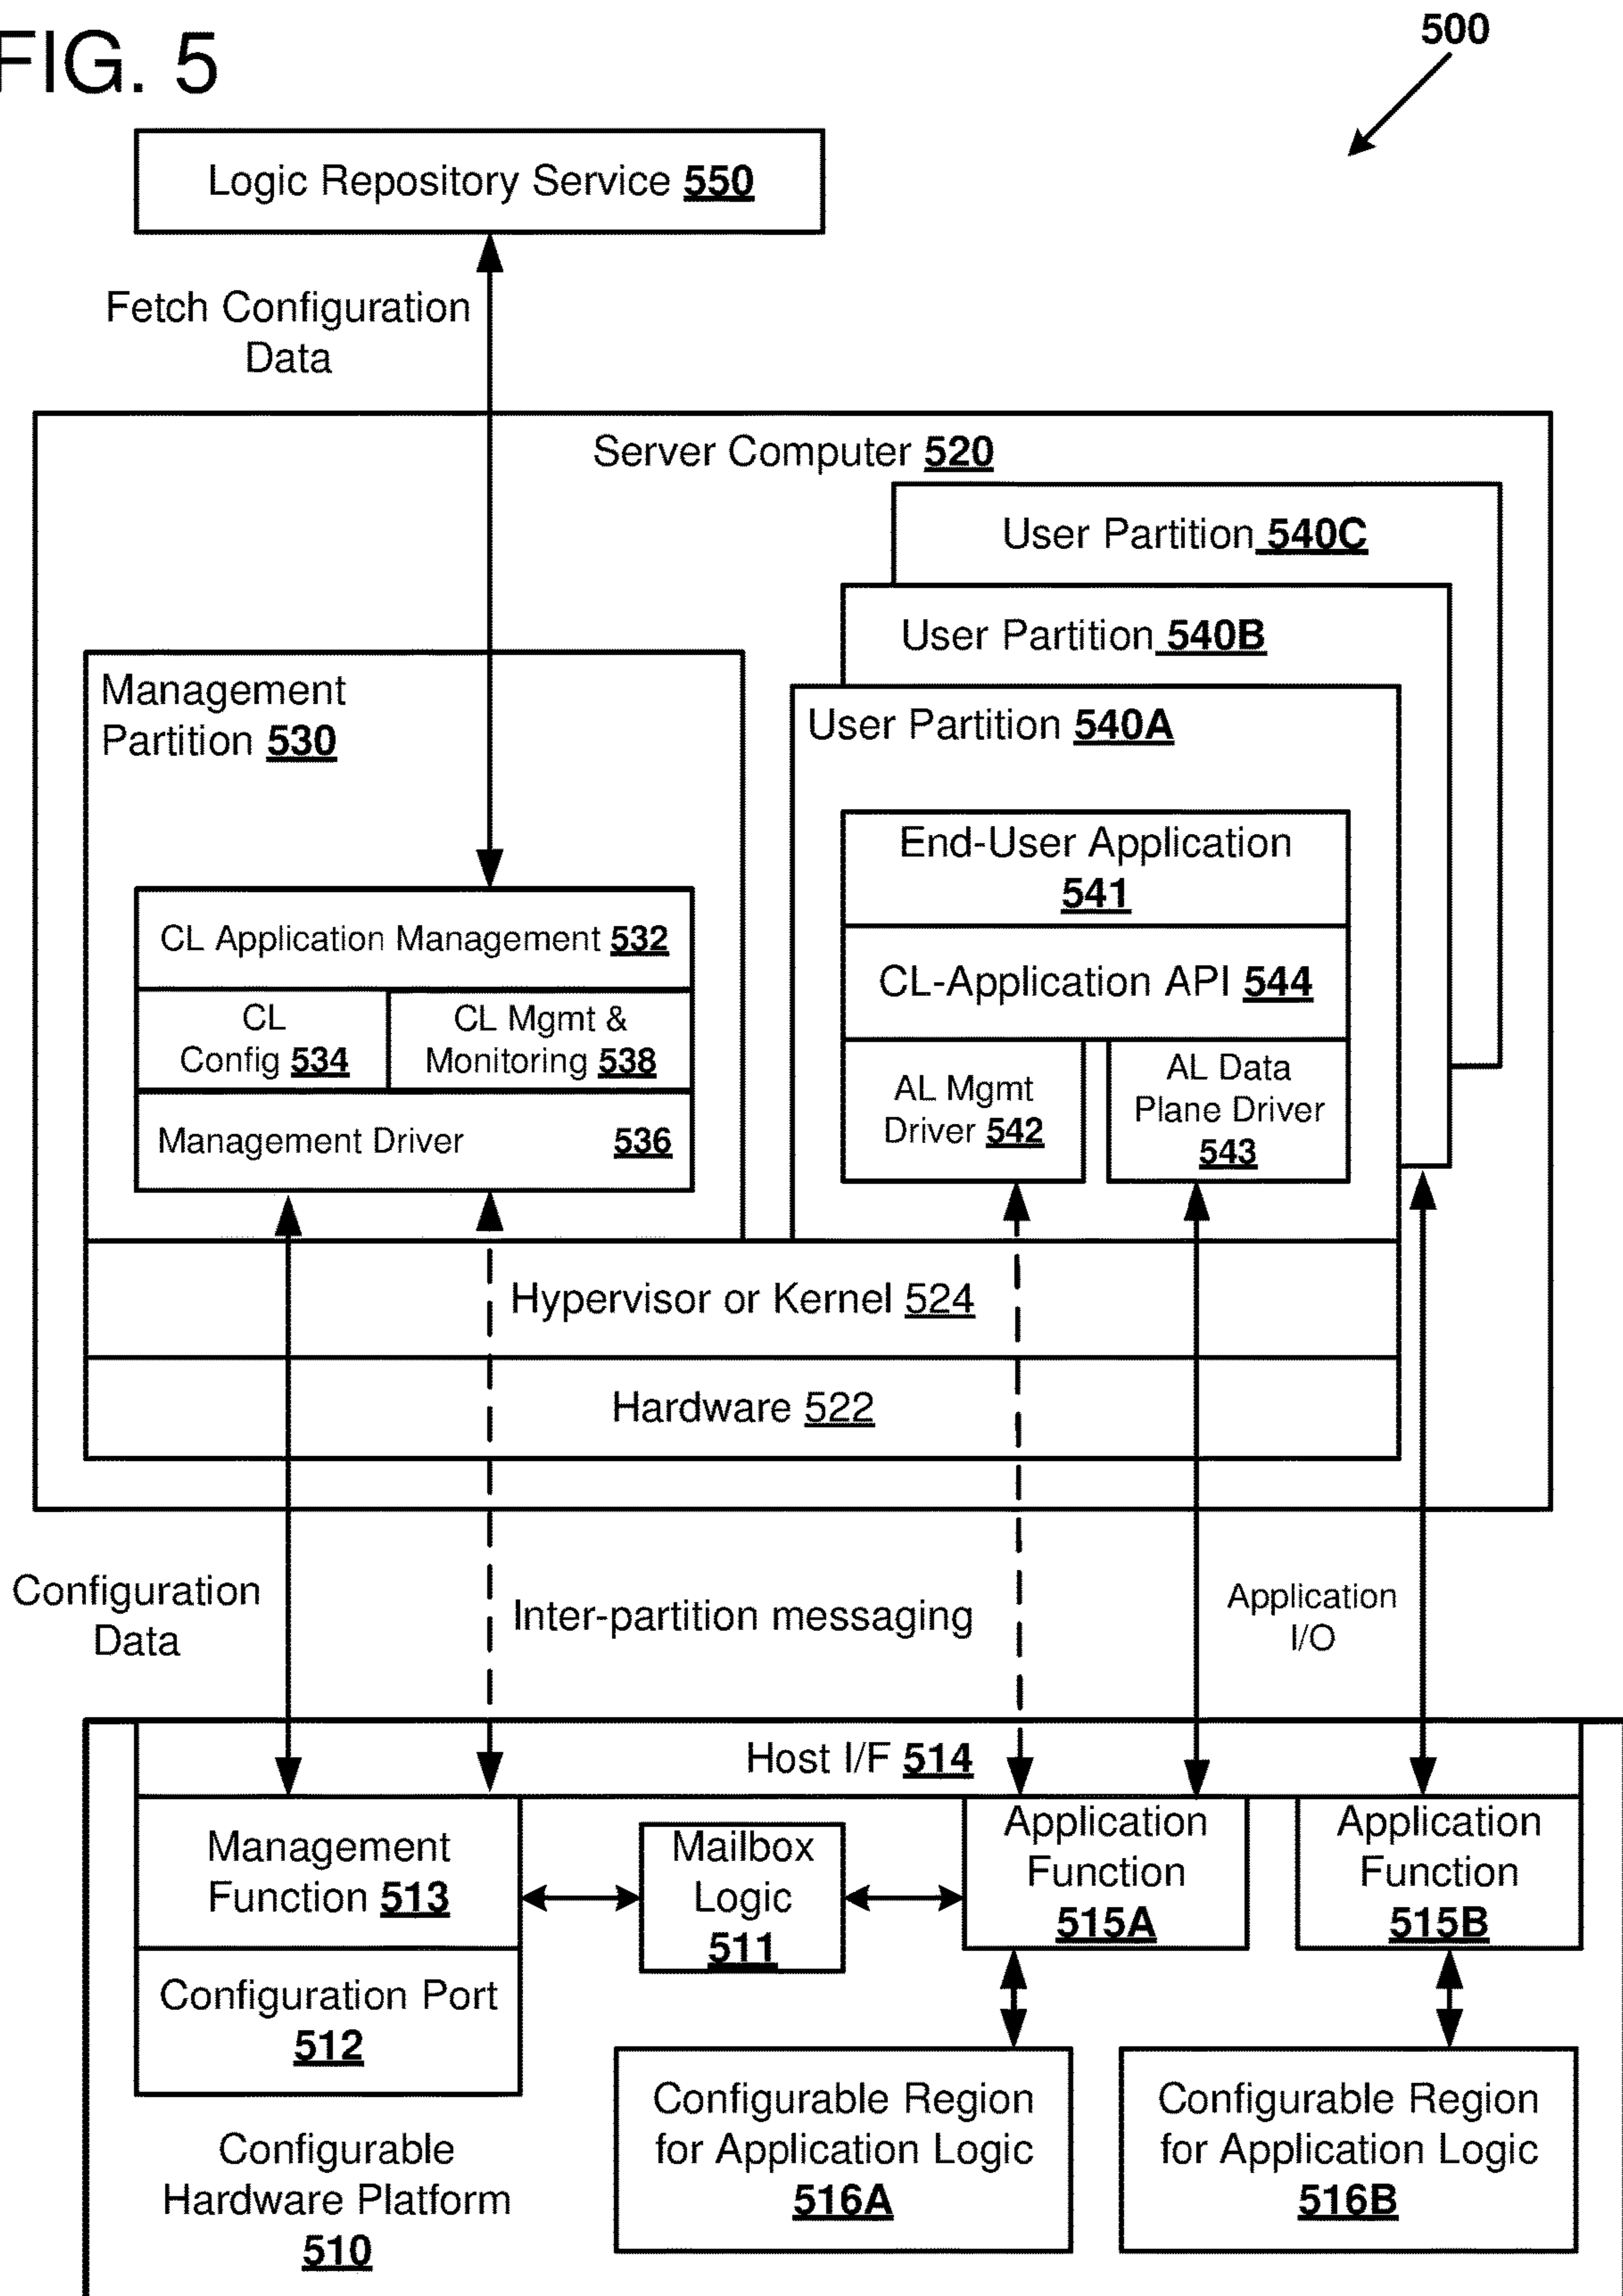 FIG. 5
500
Logic Repository Service 550
Fetch Configuration
Data
Server Computer 520
User Partition 540C
User Partition 540B
Management
Partition 530
User Partition 540A
End-User Application
541
CL Application Management 532
CL-Application API 544
CL
Config 534
CL Mgmt &
Monitoring 538
AL Mgmt
Driver 542
AL Data
Plane Driver
543
Management Driver 536
Hypervisor or Kernel 524
Hardware 522
Configuration
Data
Inter-partition messaging
Application
I/O
Host I/F 514
Management
Function 513
Mailbox
Logic
511
Application
Function
515A
Application
Function
515B
Configuration Port
512
Configurable Region
for Application Logic
516A
Configurable Region
for Application Logic
516B
Configurable
Hardware Platform
510